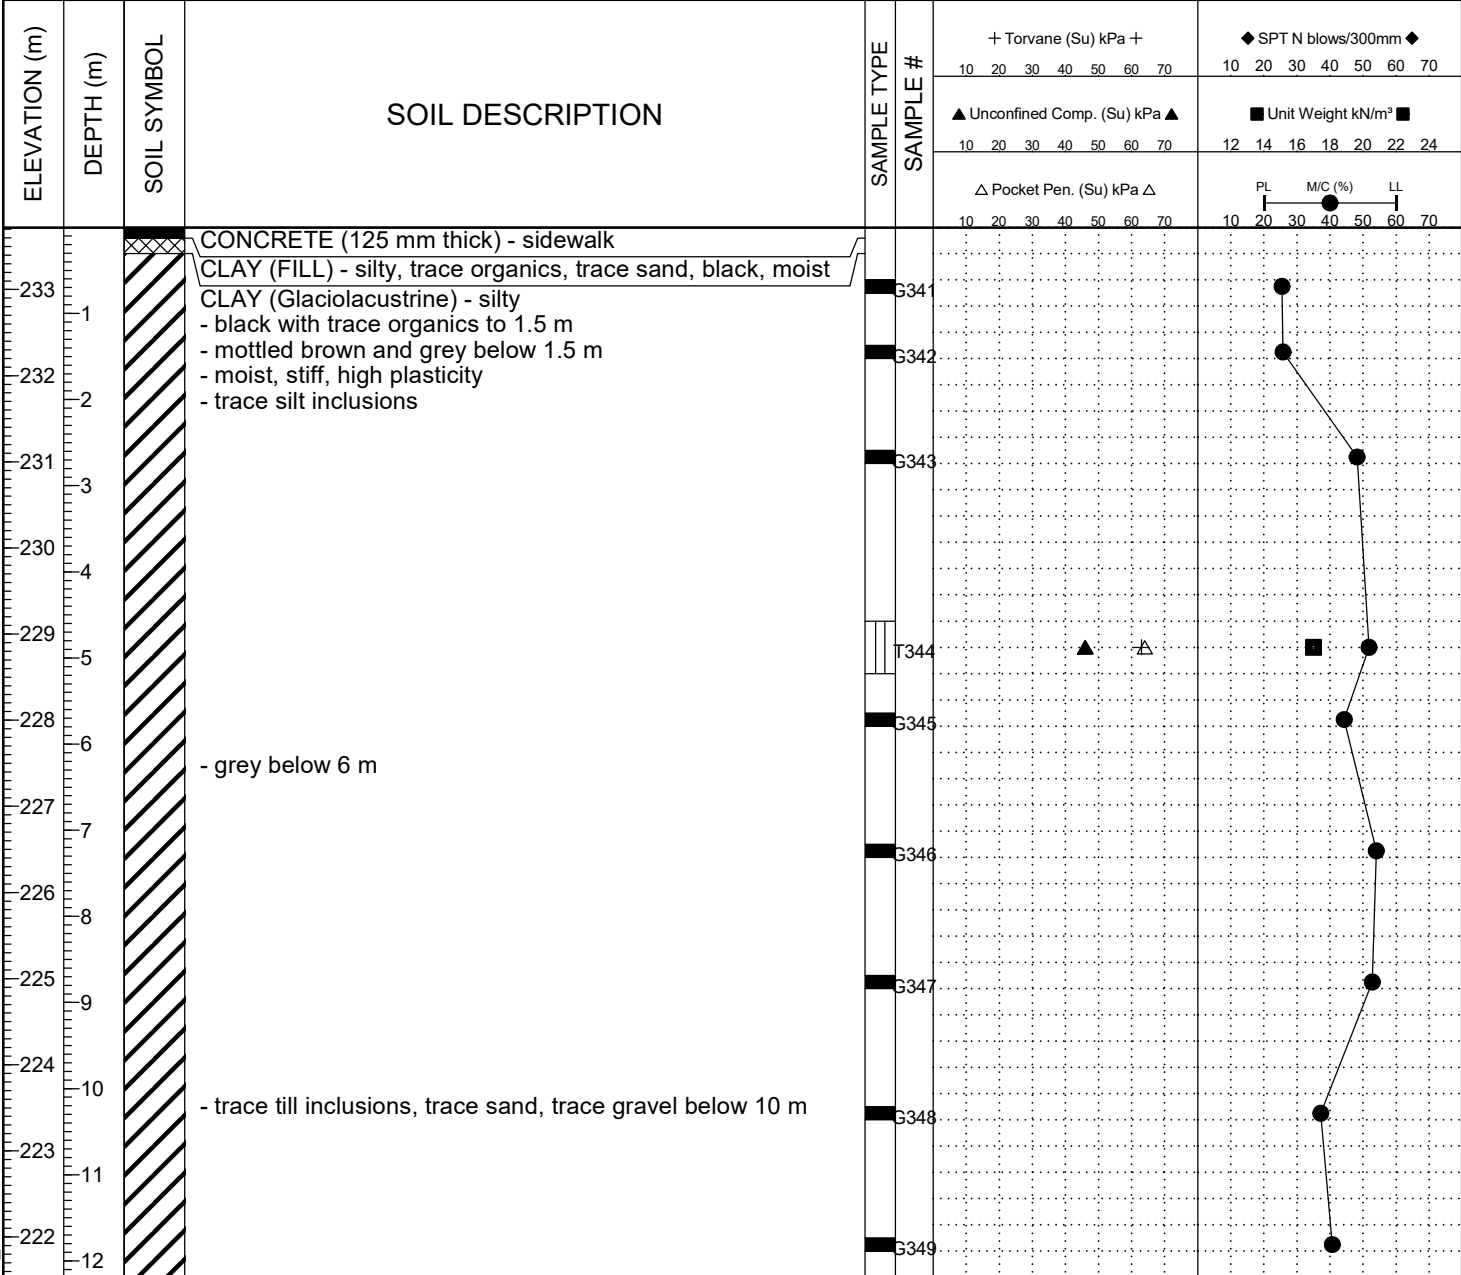 ELEVATION (m)
DEPTH (m)
SOIL SYMBOL
SOIL DESCRIPTION
SAMPLE TYPE
SAMPLE #
+ Torvane (Su) kPa +
10 20 30 40 50 60 70
▲ Unconfined Comp. (Su) kPa ▲
10 20 30 40 50 60 70
△ Pocket Pen. (Su) kPa △
10 20 30 40 50 60 70
◆ SPT N blows/300mm ◆
10 20 30 40 50 60 70
■ Unit Weight kN/m³ ■
12 14 16 18 20 22 24
PL M/C (%) LL
10 20 30 40 50 60 70
CONCRETE (125 mm thick) - sidewalk
CLAY (FILL) - silty, trace organics, trace sand, black, moist
233
G341
CLAY (Glaciolacustrine) - silty
1
- black with trace organics to 1.5 m
- mottled brown and grey below 1.5 m
G342
232
- moist, stiff, high plasticity
2
- trace silt inclusions
231
G343
3
230
4
229
T344
5
228
G345
6
- grey below 6 m
227
7
G346
226
8
225
G347
9
224
10
- trace till inclusions, trace sand, trace gravel below 10 m
G348
223
11
222
G349
12